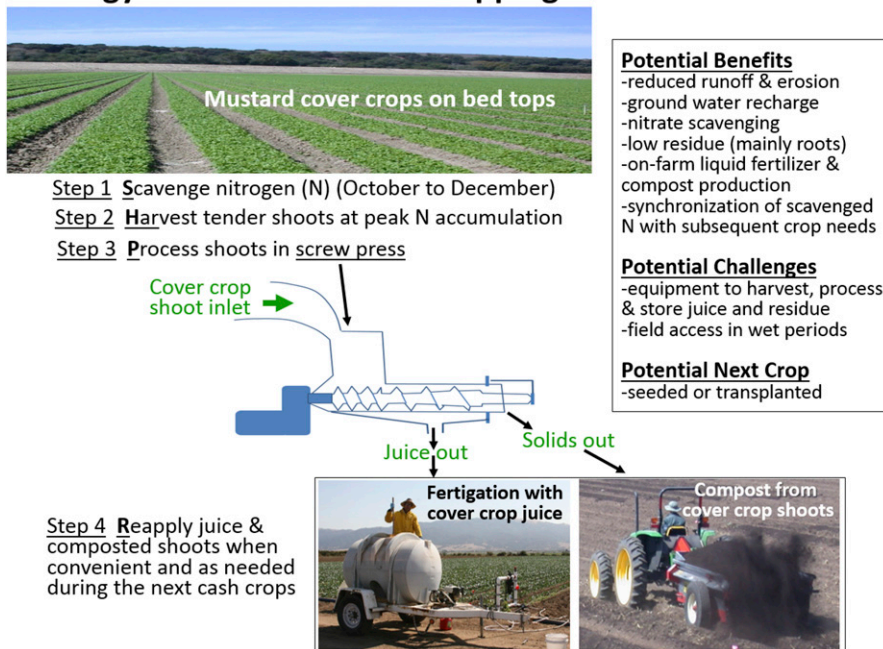 Mustard cover crops on bed tops
Step 1 Scavenge nitrogen (N) (October to December)
Step 2 Harvest tender shoots at peak N accumulation
Step 3 Process shoots in screw press
Cover crop
shoot inlet
Juice out
Solids out
Fertigation with
cover crop juice
Compost from
cover crop shoots
Step 4 Reapply juice &
composted shoots when
convenient and as needed
during the next cash crops
Potential Benefits
-reduced runoff & erosion
-ground water recharge
-nitrate scavenging
-low residue (mainly roots)
-on-farm liquid fertilizer &
compost production
-synchronization of scavenged
N with subsequent crop needs
Potential Challenges
-equipment to harvest, process
& store juice and residue
-field access in wet periods
Potential Next Crop
-seeded or transplanted